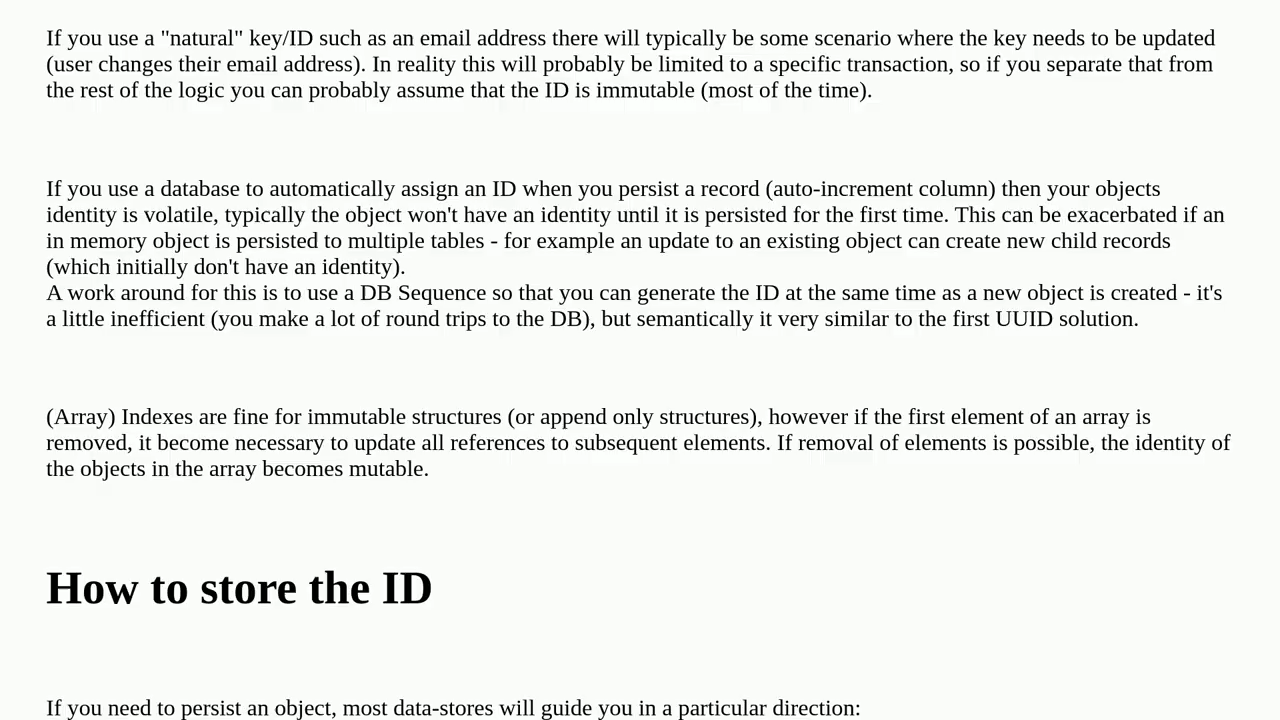 If you use a "natural" key/ID such as an email address there will typically be some scenario where the key needs to be updated
(user changes their email address). In reality this will probably be limited to a specific transaction, so if you separate that from
the rest of the logic you can probably assume that the ID is immutable (most of the time).
If you use a database to automatically assign an ID when you persist a record (auto-increment column) then your objects
identity is volatile, typically the object won't have an identity until it is persisted for the first time. This can be exacerbated if an
in memory object is persisted to multiple tables - for example an update to an existing object can create new child records
(which initially don't have an identity).
A work around for this is to use a DB Sequence so that you can generate the ID at the same time as a new object is created - it's
a little inefficient (you make a lot of round trips to the DB), but semantically it very similar to the first UUID solution.
(Array) Indexes are fine for immutable structures (or append only structures), however if the first element of an array is
removed, it become necessary to update all references to subsequent elements. If removal of elements is possible, the identity of
the objects in the array becomes mutable.
How to store the ID
If you need to persist an object, most data-stores will guide you in a particular direction: